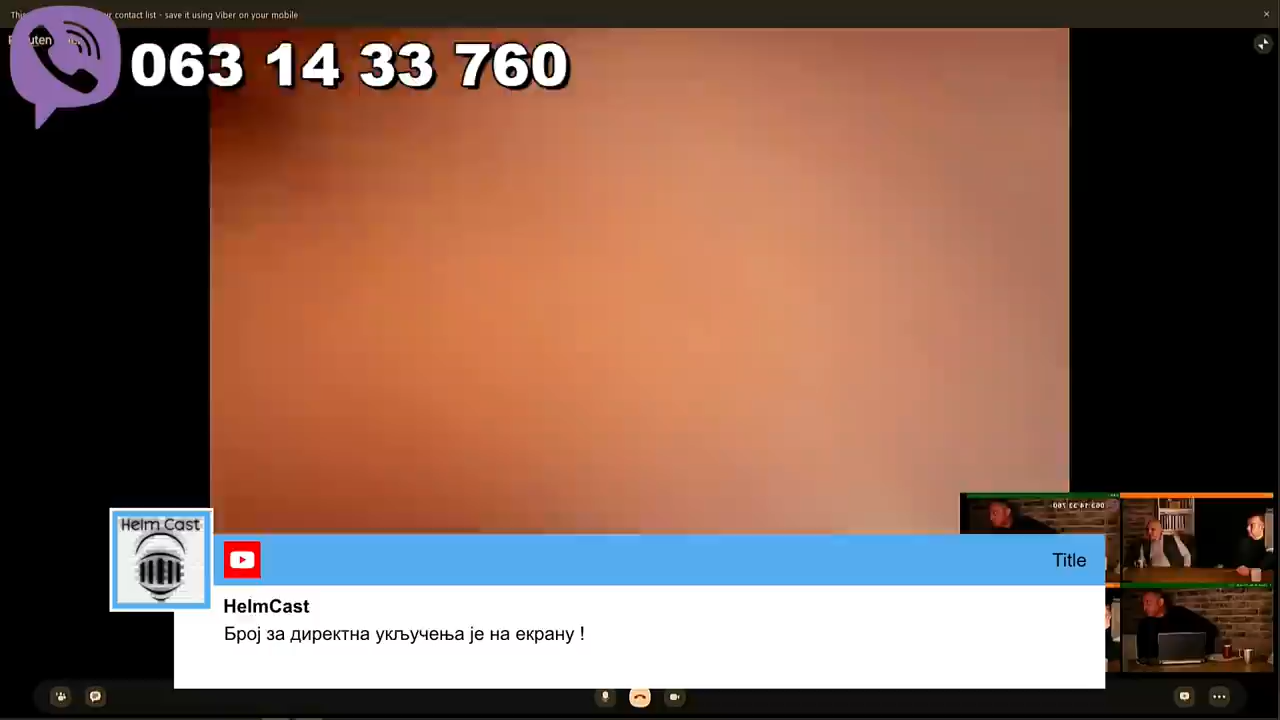 contact list - save it using Viber on your mobile
063 14 33 760
Helm Cast
Title
HelmCast
Број за директна укључења је на екрану !